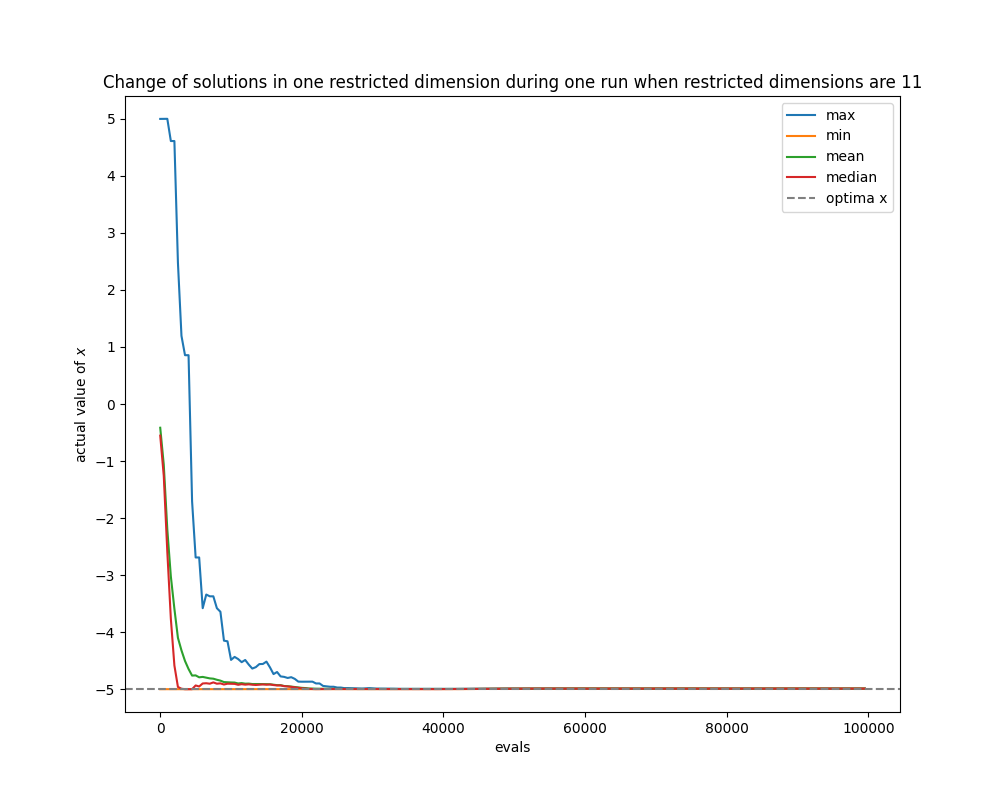 Change of solutions in one restricted dimension during one run when restricted dimensions are 11
max
min
mean
median
optima x
5
4
3
2
1
0
−1
−2
−3
−4
−5
actual value of x
0
20000
40000
60000
80000
100000
evals